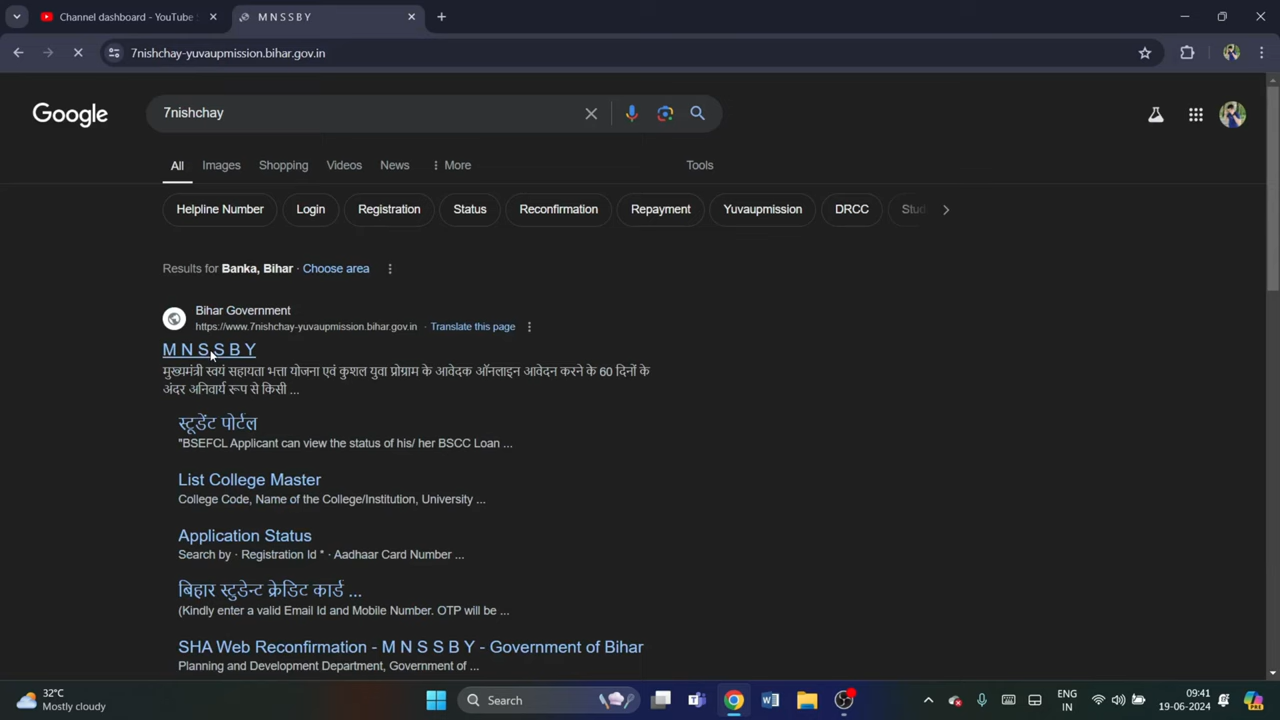 Channel dashboard - YouTube
M N S S B Y
7nishchay-yuvaupmission.bihar.gov.in
Google
7nishchay
All Images Shopping Videos News More Tools
Helpline Number Login Registration Status Reconfirmation Repayment Yuvaupmission DRCC Stud
Results for Banka, Bihar · Choose area
Bihar Government
https://www.7nishchay-yuvaupmission.bihar.gov.in · Translate this page
M N S S B Y
मुख्यमंत्री स्वयं सहायता भत्ता योजना एवं कुशल युवा प्रोग्राम के आवेदक ऑनलाइन आवेदन करने के 60 दिनों के
अंदर अनिवार्य रूप से किसी ...
स्टूडेंट पोर्टल
"BSEFCL Applicant can view the status of his/ her BSCC Loan ...
List College Master
College Code, Name of the College/Institution, University ...
Application Status
Search by · Registration Id * · Aadhaar Card Number ...
बिहार स्टुडेन्ट क्रेडिट कार्ड ...
(Kindly enter a valid Email Id and Mobile Number. OTP will be ...
SHA Web Reconfirmation - M N S S B Y - Government of Bihar
Planning and Development Department, Government of ...
32°C
Mostly cloudy
Search
ENG
IN
09:41
19-06-2024